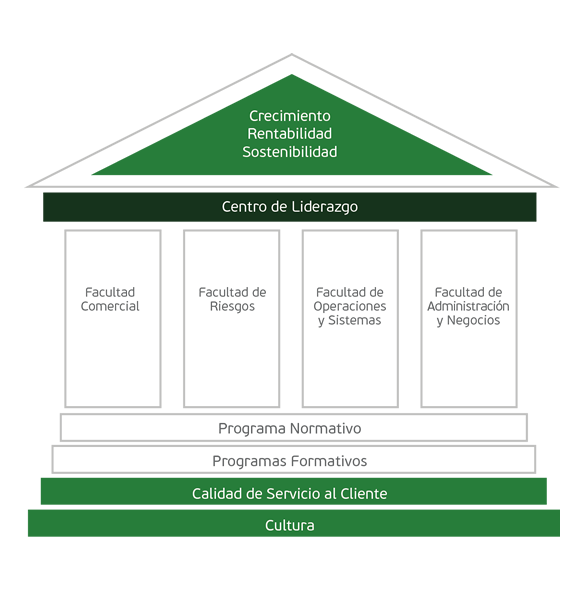 Crecimiento
Rentabilidad
Sostenibilidad
Centro de Liderazgo
Facultad
Comercial
Facultad de
Riesgos
Facultad de
Operaciones
y Sistemas
Facultad de
Administración
y Negocios
Programa Normativo
Programas Formativos
Calidad de Servicio al Cliente
Cultura